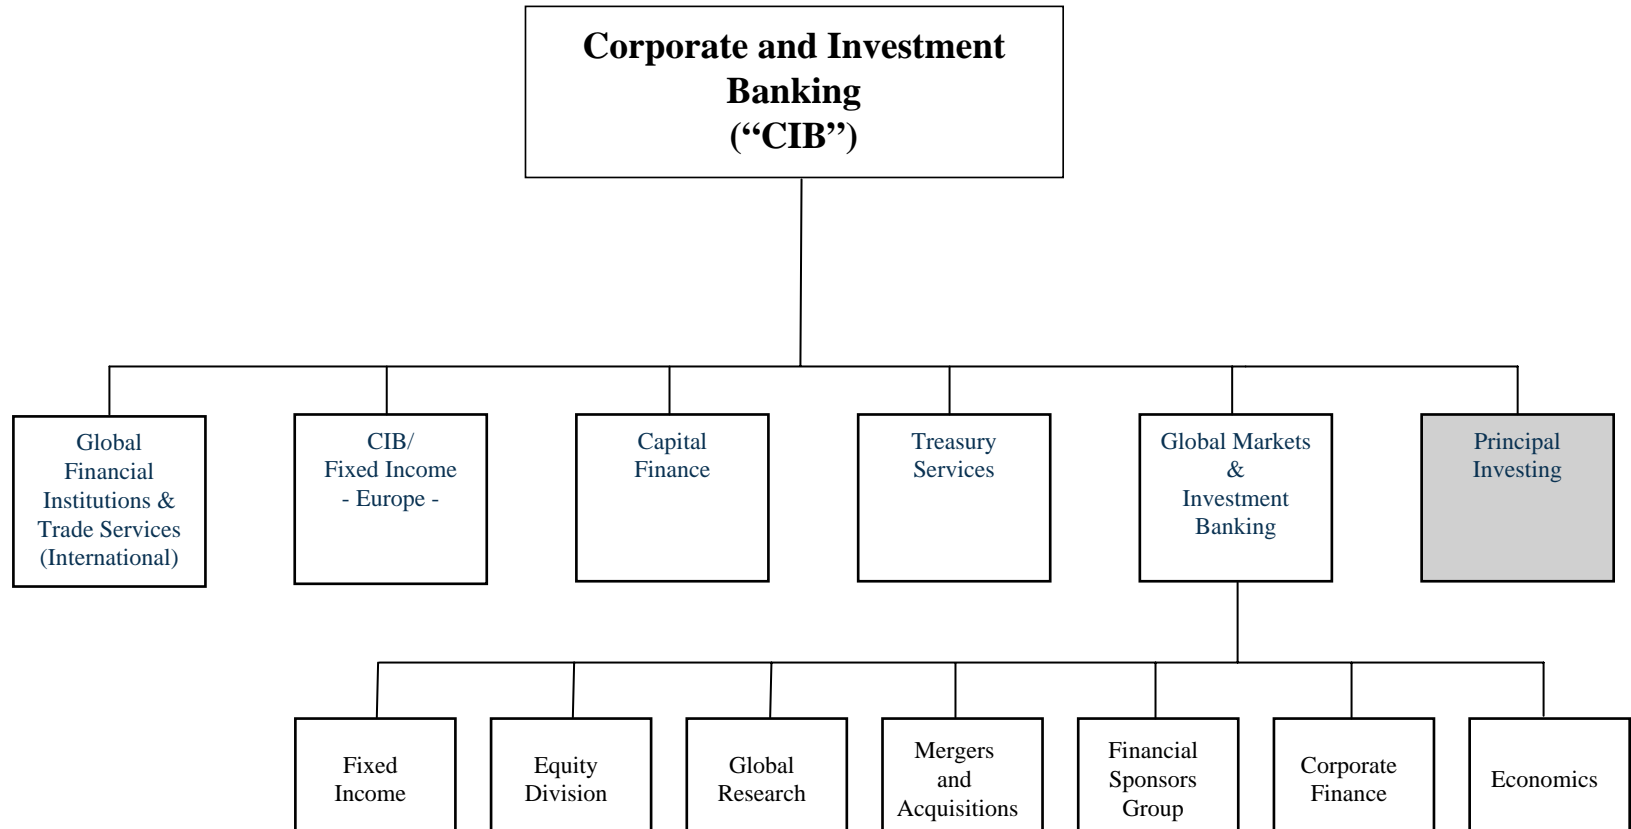 Corporate and Investment
Banking
(“CIB”)
Global
Financial
Institutions &
Trade Services
(International)
CIB/
Fixed Income
- Europe -
Capital
Finance
Treasury
Services
Global Markets
&
Investment
Banking
Principal
Investing
Fixed
Income
Equity
Division
Global
Research
Mergers
and
Acquisitions
Financial
Sponsors
Group
Corporate
Finance
Economics